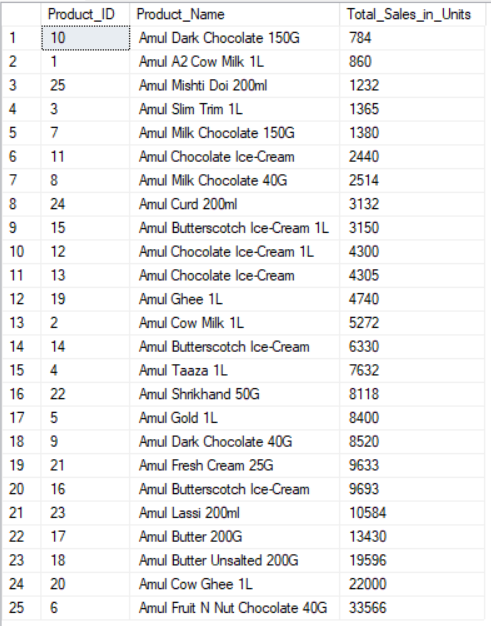 Product_ID Product_Name Total_Sales_in_Units
1 10 Amul Dark Chocolate 150G 784
2 1 Amul A2 Cow Milk 1L 860
3 25 Amul Mishti Doi 200ml 1232
4 3 Amul Slim Trim 1L 1365
5 7 Amul Milk Chocolate 150G 1380
6 11 Amul Chocolate Ice-Cream 2440
7 8 Amul Milk Chocolate 40G 2514
8 24 Amul Curd 200ml 3132
9 15 Amul Butterscotch Ice-Cream 1L 3150
10 12 Amul Chocolate Ice-Cream 1L 4300
11 13 Amul Chocolate Ice-Cream 4305
12 19 Amul Ghee 1L 4740
13 2 Amul Cow Milk 1L 5272
14 14 Amul Butterscotch Ice-Cream 6330
15 4 Amul Taaza 1L 7632
16 22 Amul Shrikhand 50G 8118
17 5 Amul Gold 1L 8400
18 9 Amul Dark Chocolate 40G 8520
19 21 Amul Fresh Cream 25G 9633
20 16 Amul Butterscotch Ice-Cream 9693
21 23 Amul Lassi 200ml 10584
22 17 Amul Butter 200G 13430
23 18 Amul Butter Unsalted 200G 19596
24 20 Amul Cow Ghee 1L 22000
25 6 Amul Fruit N Nut Chocolate 40G 33566